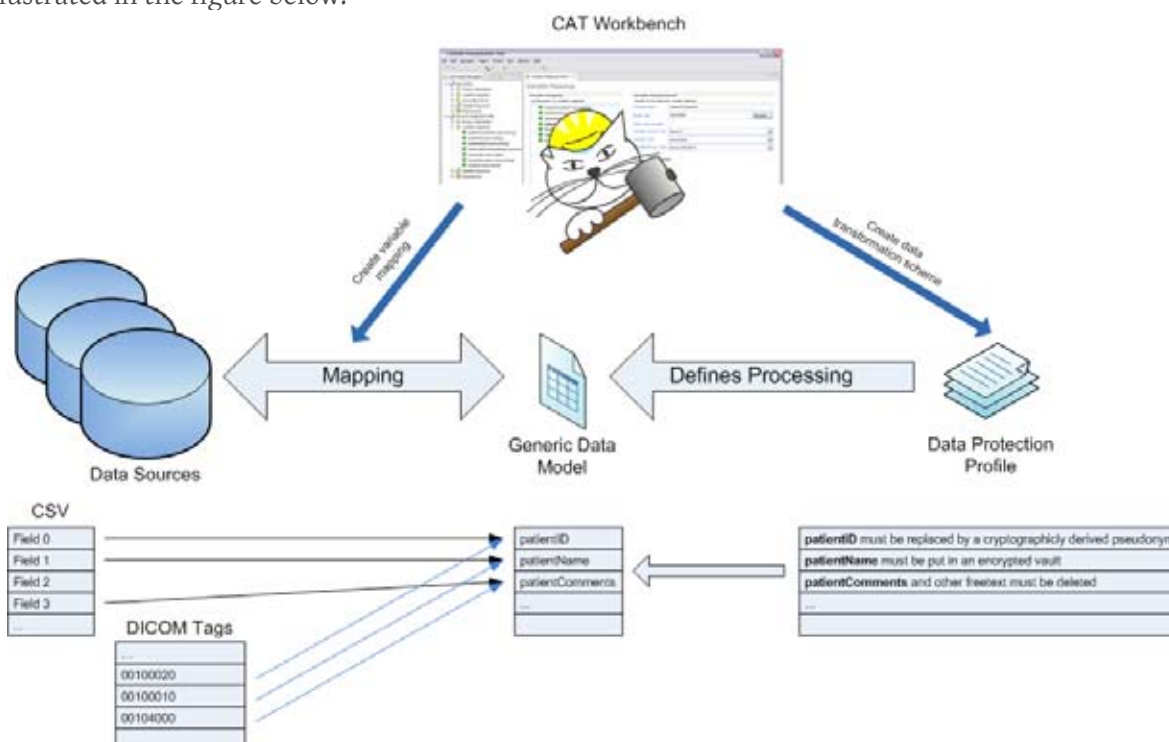 lustrated in the figure below.
CAT Workbench
Create variable
mapping
Create data
transformation scheme
Mapping
Defines Processing
Data Sources
Generic Data
Model
Data Protection
Profile
CSV
Field 0
Field 1
Field 2
Field 3
...
patientID
patientName
patientComments
...
patientID must be replaced by a cryptographicly derived pseudonym
patientName must be put in an encrypted vault
patientComments and other freetext must be deleted
...
DICOM Tags
...
00100020
00100010
00104000